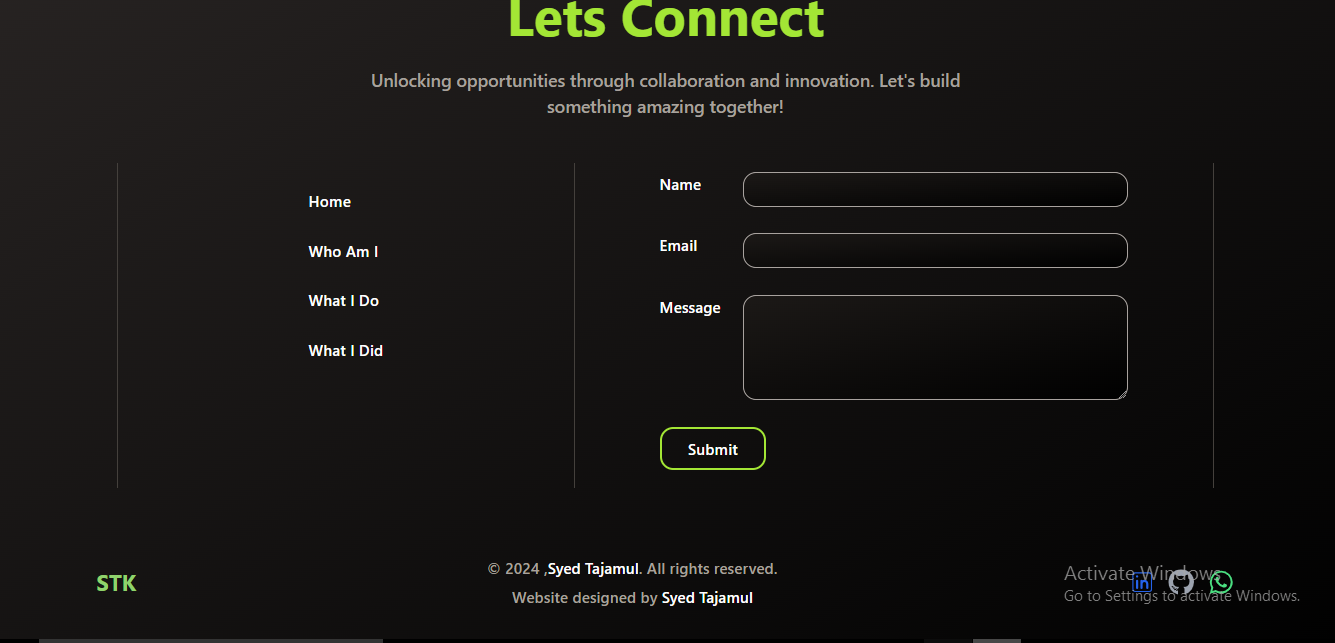 Lets Connect
Unlocking opportunities through collaboration and innovation. Let's build
something amazing together!
Home
Who Am I
What I Do
What I Did
Name
Email
Message
Submit
STK
© 2024 ,Syed Tajamul. All rights reserved.
Website designed by Syed Tajamul
in
Activate Windows
Go to Settings to activate Windows.